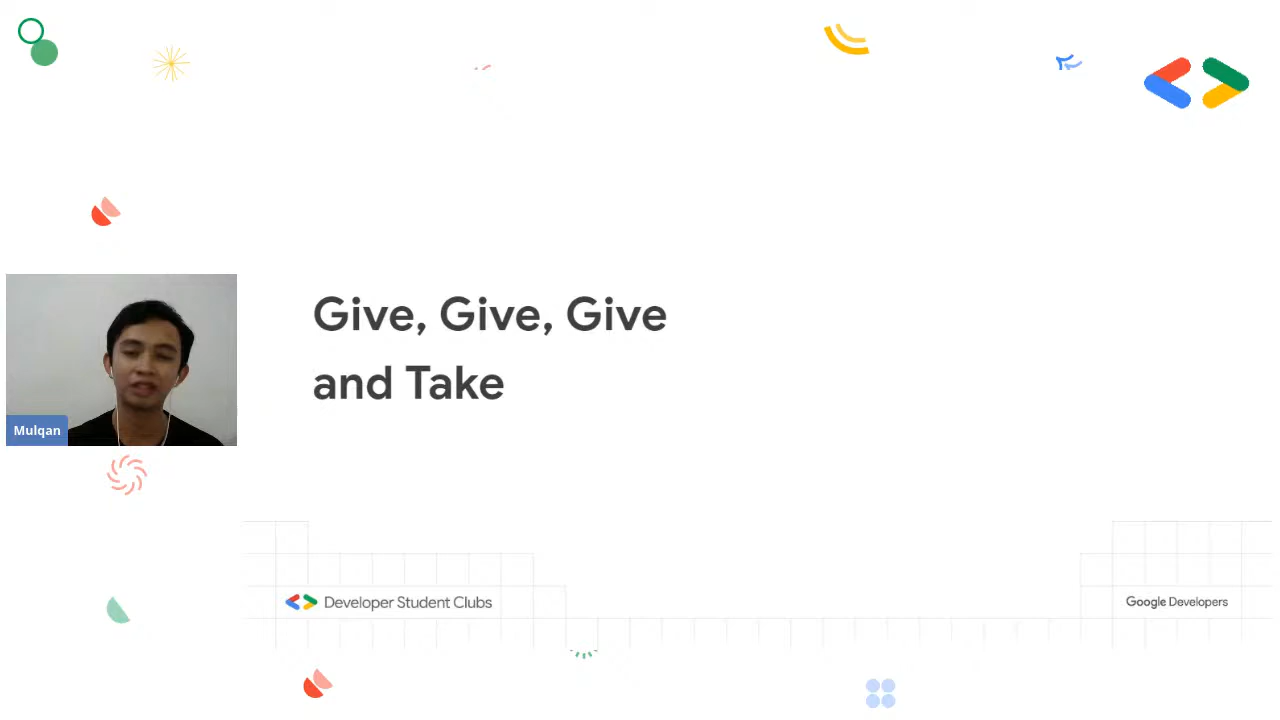 Give, Give, Give
and Take
Mulqan
Developer Student Clubs
Google Developers